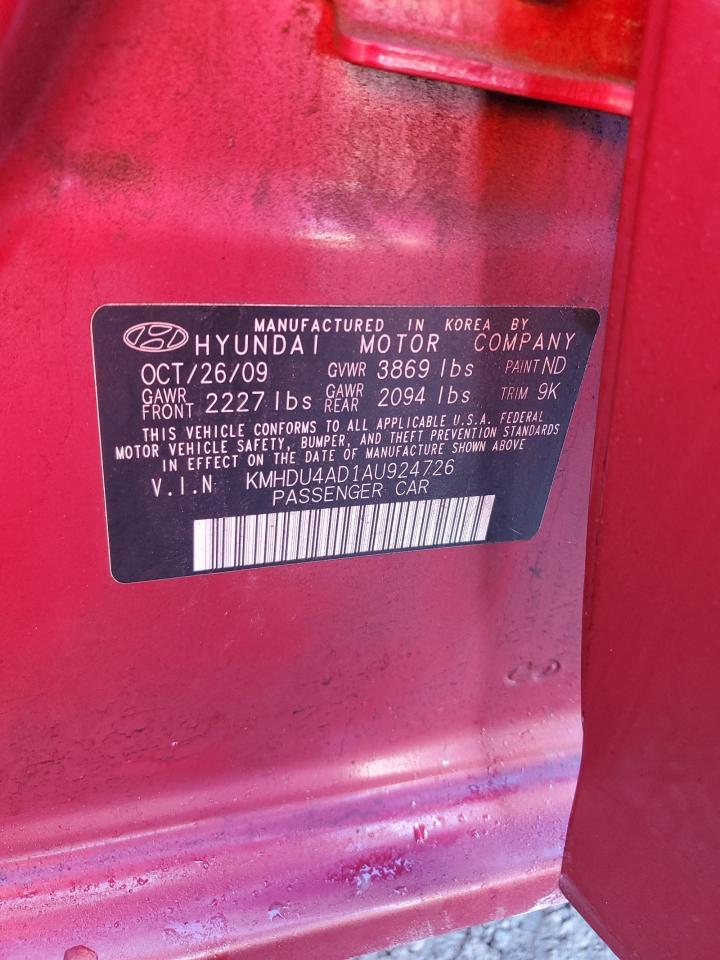 MANUFACTURED IN KOREA BY
HYUNDAI MOTOR COMPANY
OCT/26/09 GVWR 3869 lbs PAINT ND
GAWR FRONT 2227 lbs GAWR REAR 2094 lbs TRIM 9K
THIS VEHICLE CONFORMS TO ALL APPLICABLE U.S.A. FEDERAL
MOTOR VEHICLE SAFETY, BUMPER, AND THEFT PREVENTION STANDARDS
IN EFFECT ON THE DATE OF MANUFACTURE SHOWN ABOVE
V.I.N KMHDU4AD1AU924726
PASSENGER CAR